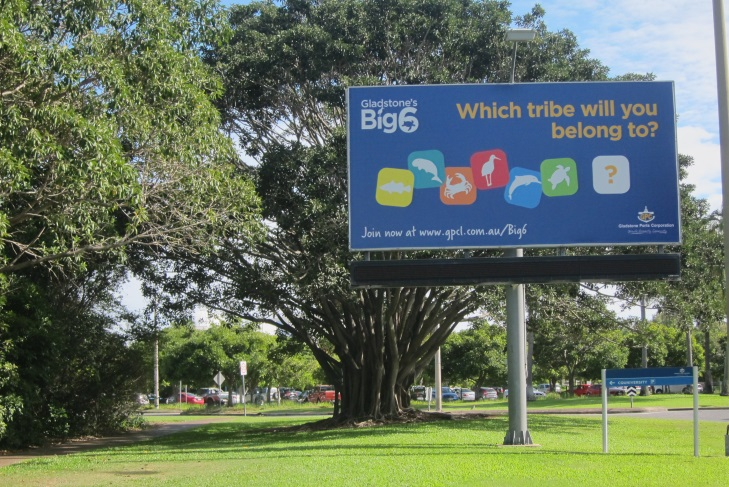 Gladstone's
Big6
Which tribe will you
belong to?
?
Join now at www.gpcl.com.au/Big6
Gladstone Ports Corporation